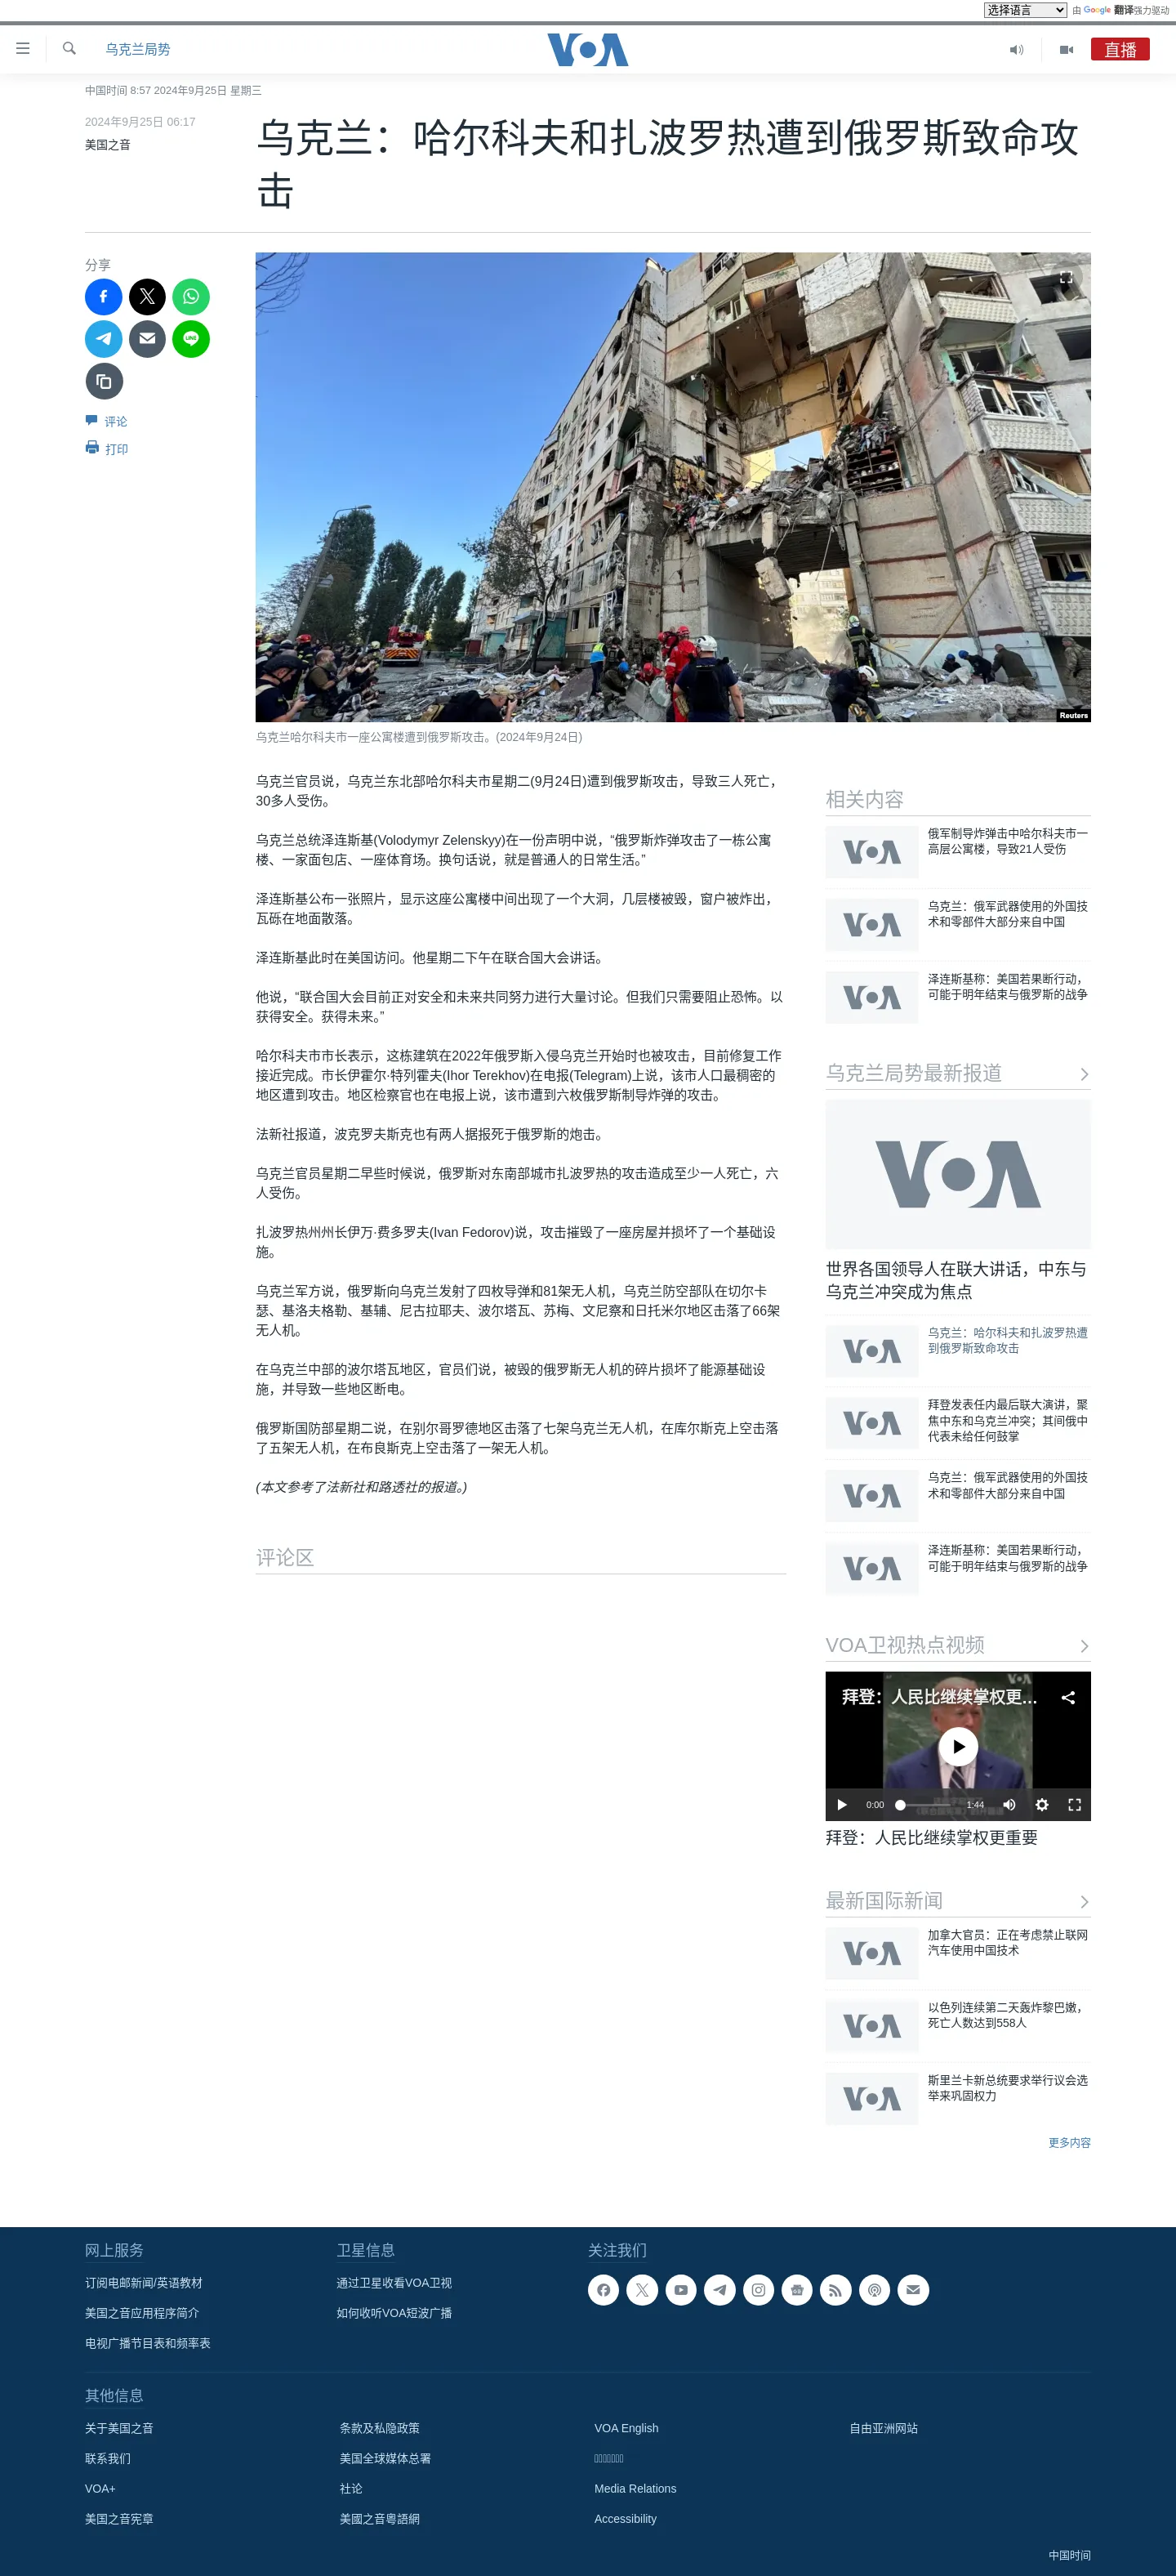 选择语言
由 Google 翻译强力驱动
乌克兰局势
VOA
直播
中国时间 8:57 2024年9月25日 星期三
2024年9月25日 06:17
美国之音
乌克兰：哈尔科夫和扎波罗热遭到俄罗斯致命攻
击
分享
评论
打印
Reuters
乌克兰哈尔科夫市一座公寓楼遭到俄罗斯攻击。(2024年9月24日)
乌克兰官员说，乌克兰东北部哈尔科夫市星期二(9月24日)遭到俄罗斯攻击，导致三人死亡，
30多人受伤。
乌克兰总统泽连斯基(Volodymyr Zelenskyy)在一份声明中说，“俄罗斯炸弹攻击了一栋公寓
楼、一家面包店、一座体育场。换句话说，就是普通人的日常生活。”
泽连斯基公布一张照片，显示这座公寓楼中间出现了一个大洞，几层楼被毁，窗户被炸出，
瓦砾在地面散落。
泽连斯基此时在美国访问。他星期二下午在联合国大会讲话。
他说，“联合国大会目前正对安全和未来共同努力进行大量讨论。但我们只需要阻止恐怖。以
获得安全。获得未来。”
哈尔科夫市市长表示，这栋建筑在2022年俄罗斯入侵乌克兰开始时也被攻击，目前修复工作
接近完成。市长伊霍尔·特列霍夫(Ihor Terekhov)在电报(Telegram)上说，该市人口最稠密的
地区遭到攻击。地区检察官也在电报上说，该市遭到六枚俄罗斯制导炸弹的攻击。
法新社报道，波克罗夫斯克也有两人据报死于俄罗斯的炮击。
乌克兰官员星期二早些时候说，俄罗斯对东南部城市扎波罗热的攻击造成至少一人死亡，六
人受伤。
扎波罗热州州长伊万·费多罗夫(Ivan Fedorov)说，攻击摧毁了一座房屋并损坏了一个基础设
施。
乌克兰军方说，俄罗斯向乌克兰发射了四枚导弹和81架无人机，乌克兰防空部队在切尔卡
瑟、基洛夫格勒、基辅、尼古拉耶夫、波尔塔瓦、苏梅、文尼察和日托米尔地区击落了66架
无人机。
在乌克兰中部的波尔塔瓦地区，官员们说，被毁的俄罗斯无人机的碎片损坏了能源基础设
施，并导致一些地区断电。
俄罗斯国防部星期二说，在别尔哥罗德地区击落了七架乌克兰无人机，在库尔斯克上空击落
了五架无人机，在布良斯克上空击落了一架无人机。
(本文参考了法新社和路透社的报道。)
评论区
相关内容
VOA
俄军制导炸弹击中哈尔科夫市一
高层公寓楼，导致21人受伤
VOA
乌克兰：俄军武器使用的外国技
术和零部件大部分来自中国
VOA
泽连斯基称：美国若果断行动，
可能于明年结束与俄罗斯的战争
乌克兰局势最新报道
VOA
世界各国领导人在联大讲话，中东与
乌克兰冲突成为焦点
VOA
乌克兰：哈尔科夫和扎波罗热遭
到俄罗斯致命攻击
VOA
拜登发表任内最后联大演讲，聚
焦中东和乌克兰冲突；其间俄中
代表未给任何鼓掌
VOA
乌克兰：俄军武器使用的外国技
术和零部件大部分来自中国
VOA
泽连斯基称：美国若果断行动，
可能于明年结束与俄罗斯的战争
VOA卫视热点视频
VOA
拜登：人民比继续掌权更...
0:00
1:44
拜登：人民比继续掌权更重要
最新国际新闻
VOA
加拿大官员：正在考虑禁止联网
汽车使用中国技术
VOA
以色列连续第二天轰炸黎巴嫩，
死亡人数达到558人
VOA
斯里兰卡新总统要求举行议会选
举来巩固权力
更多内容
网上服务
订阅电邮新闻/英语教材
美国之音应用程序简介
电视广播节目表和频率表
卫星信息
通过卫星收看VOA卫视
如何收听VOA短波广播
关注我们
其他信息
关于美国之音
联系我们
VOA+
美国之音宪章
条款及私隐政策
美国全球媒体总署
社论
美國之音粵語網
VOA English
Media Relations
Accessibility
自由亚洲网站
中国时间